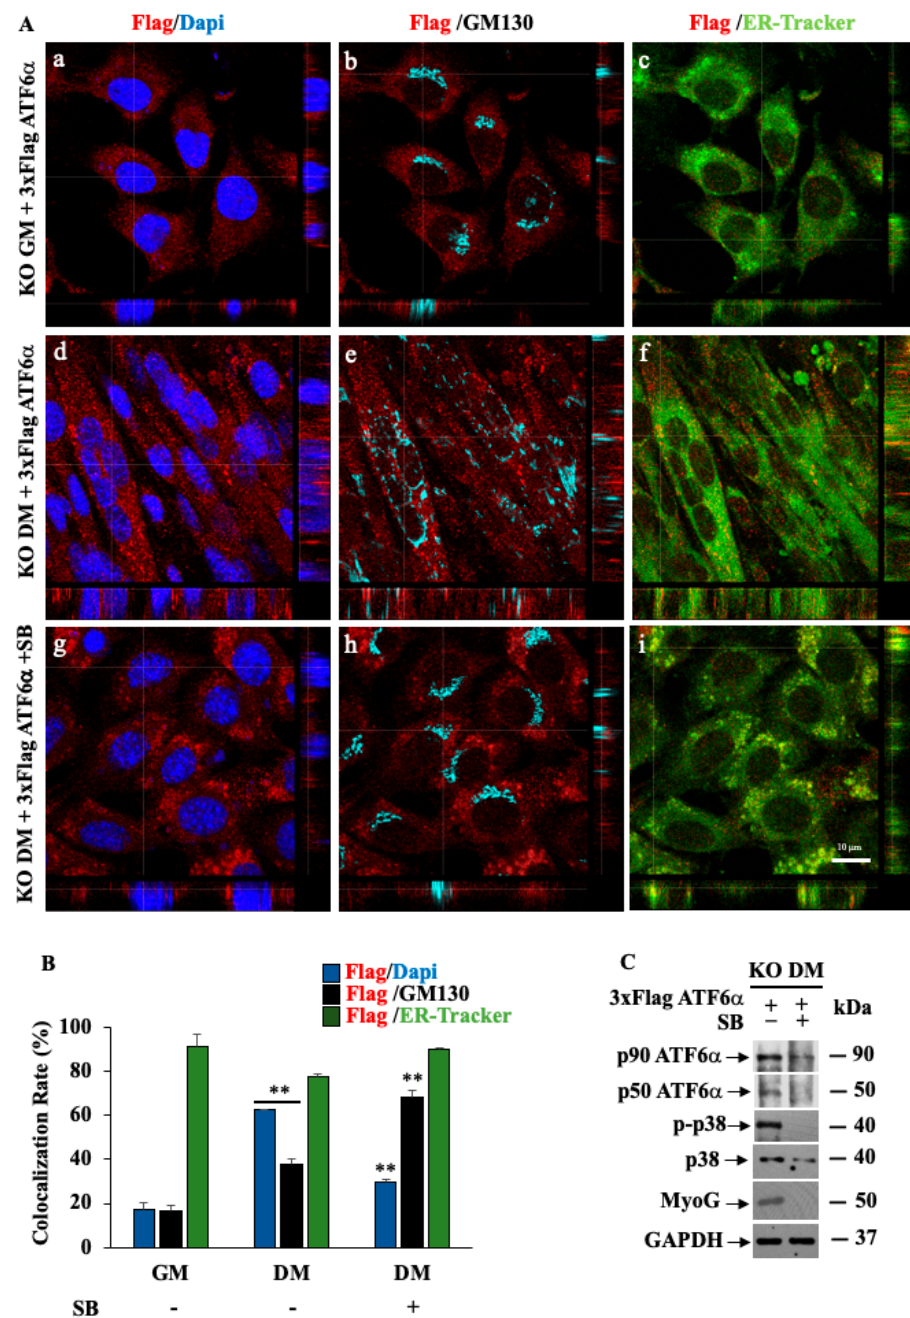 A Flag/Dapi Flag /GM130 Flag /ER-Tracker
KO GM + 3xFlag ATF6α
a b c
KO DM + 3xFlag ATF6α
d e f
KO DM + 3xFlag ATF6α +SB
g h i
10 μm
B
Flag/Dapi
Flag /GM130
Flag /ER-Tracker
Colocalization Rate (%)
100
80
60
40
20
0
**
**
**
GM DM DM
SB - - +
C
KO DM
3xFlag ATF6α + + kDa
SB – +
p90 ATF6α – 90
p50 ATF6α – 50
p-p38 – 40
p38 – 40
MyoG – 50
GAPDH – 37